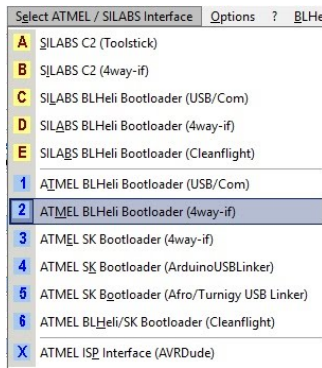 Select ATMEL / SILABS Interface Options ? BLHe
A SILABS C2 (Toolstick)
B SILABS C2 (4way-if)
C SILABS BLHeli Bootloader (USB/Com)
D SILABS BLHeli Bootloader (4way-if)
E SILABS BLHeli Bootloader (Cleanflight)
1 ATMEL BLHeli Bootloader (USB/Com)
2 ATMEL BLHeli Bootloader (4way-if)
3 ATMEL SK Bootloader (4way-if)
4 ATMEL SK Bootloader (ArduinoUSBLinker)
5 ATMEL SK Bootloader (Afro/Turnigy USB Linker)
6 ATMEL BLHeli/SK Bootloader (Cleanflight)
X ATMEL ISP Interface (AVRDude)